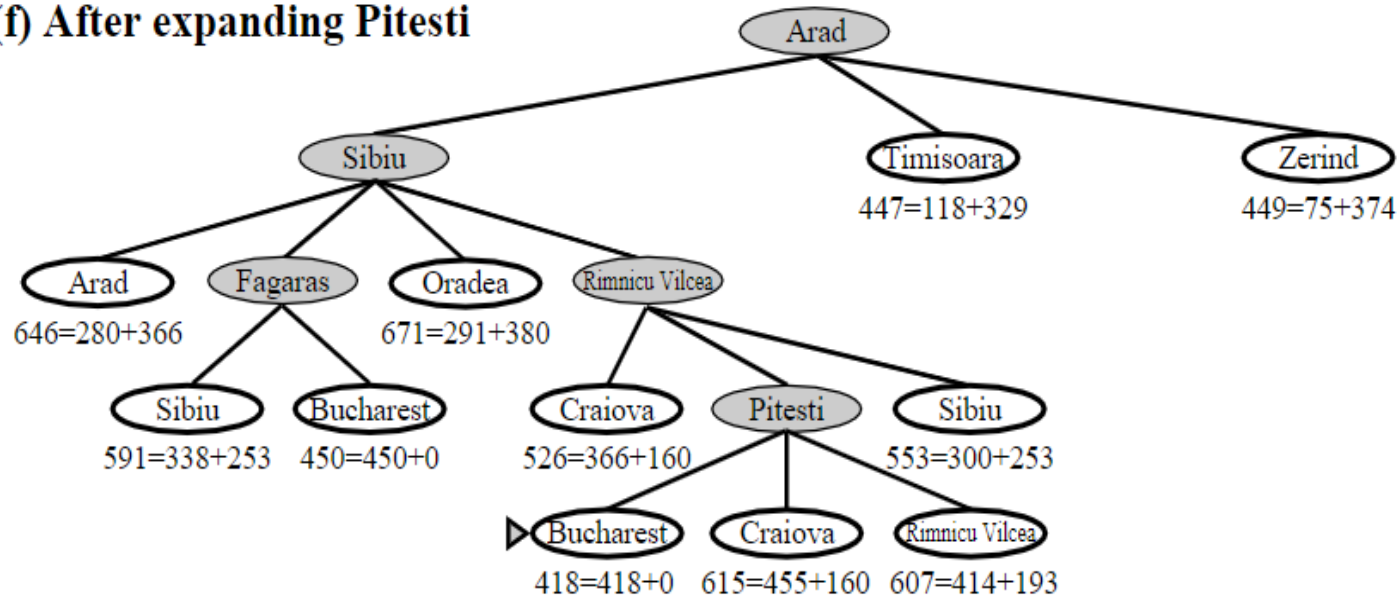 (f) After expanding Pitesti
Arad
Sibiu
Timisoara
Zerind
447=118+329
449=75+374
Arad
Fagaras
Oradea
Rimnicu Vilcea
646=280+366
671=291+380
Sibiu
Bucharest
Craiova
Pitesti
Sibiu
591=338+253
450=450+0
526=366+160
553=300+253
Bucharest
Craiova
Rimnicu Vilcea
418=418+0
615=455+160
607=414+193